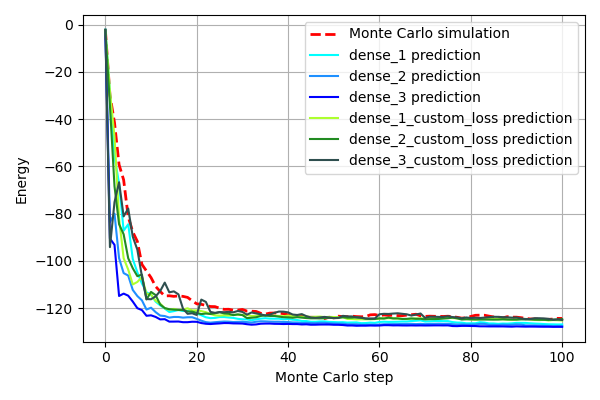 0
−20
−40
−60
−80
−100
−120
Energy
0
20
40
60
80
100
Monte Carlo step
Monte Carlo simulation
dense_1 prediction
dense_2 prediction
dense_3 prediction
dense_1_custom_loss prediction
dense_2_custom_loss prediction
dense_3_custom_loss prediction